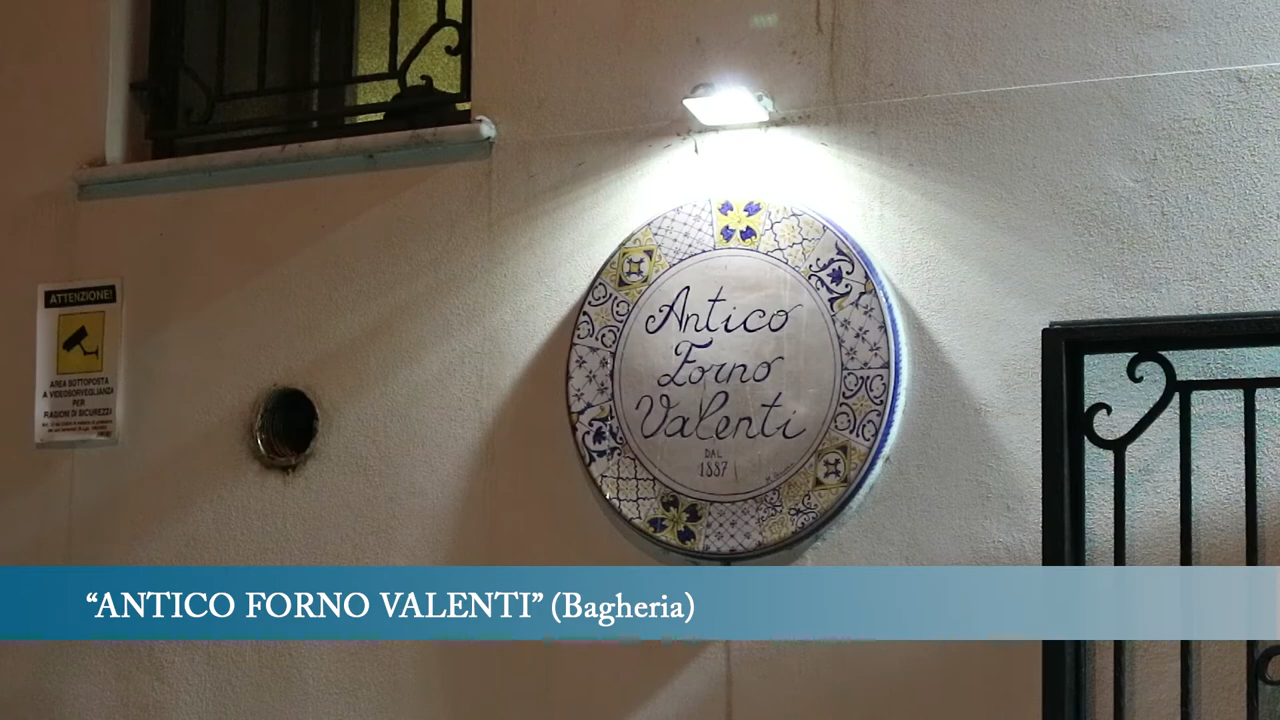 ATTENZIONE!
AREA SOTTOPOSTA
A VIDEOSORVEGLIANZA
PER
RAGIONI DI SICUREZZA
Antico
Forno
Valenti
DAL
1887
“ANTICO FORNO VALENTI” (Bagheria)